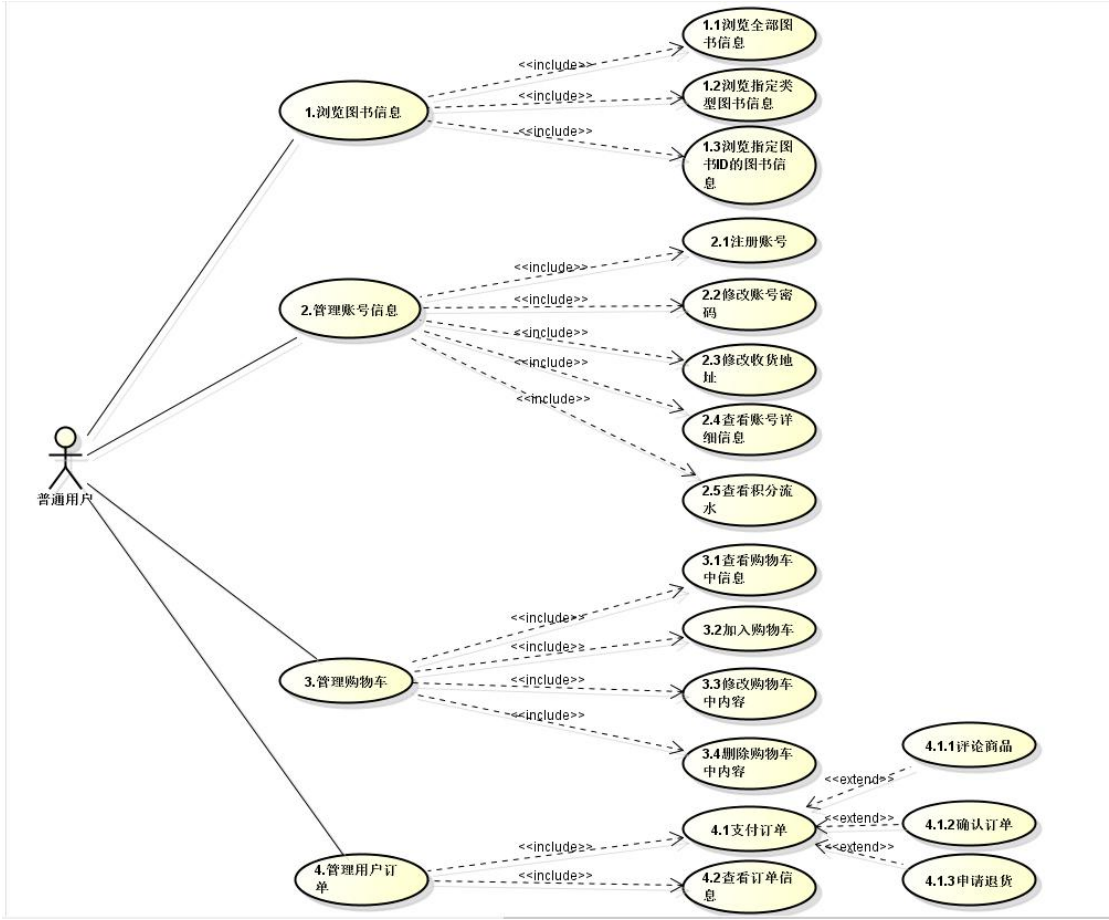 1.1浏览全部图
书信息
<<include>>
1.2浏览指定类
型图书信息
<<include>>
1.浏览图书信息
<<include>>
1.3浏览指定图
书ID的图书信
息
2.1注册账号
<<include>>
2.2修改账号密
码
<<include>>
2.管理账号信息
<<include>>
2.3修改收货地
址
<<include>>
2.4查看账号详
细信息
<<include>>
普通用户
2.5查看积分流
水
3.1查看购物车
中信息
<<include>>
3.2加入购物车
<<include>>
3.管理购物车
<<include>>
3.3修改购物车
中内容
<<include>>
3.4删除购物车
中内容
4.1.1评论商品
<<extend>>
4.1支付订单
<<extend>>
4.1.2确认订单
<<include>>
<<extend>>
4.管理用户订
单
<<include>>
4.2查看订单信
息
4.1.3申请退货